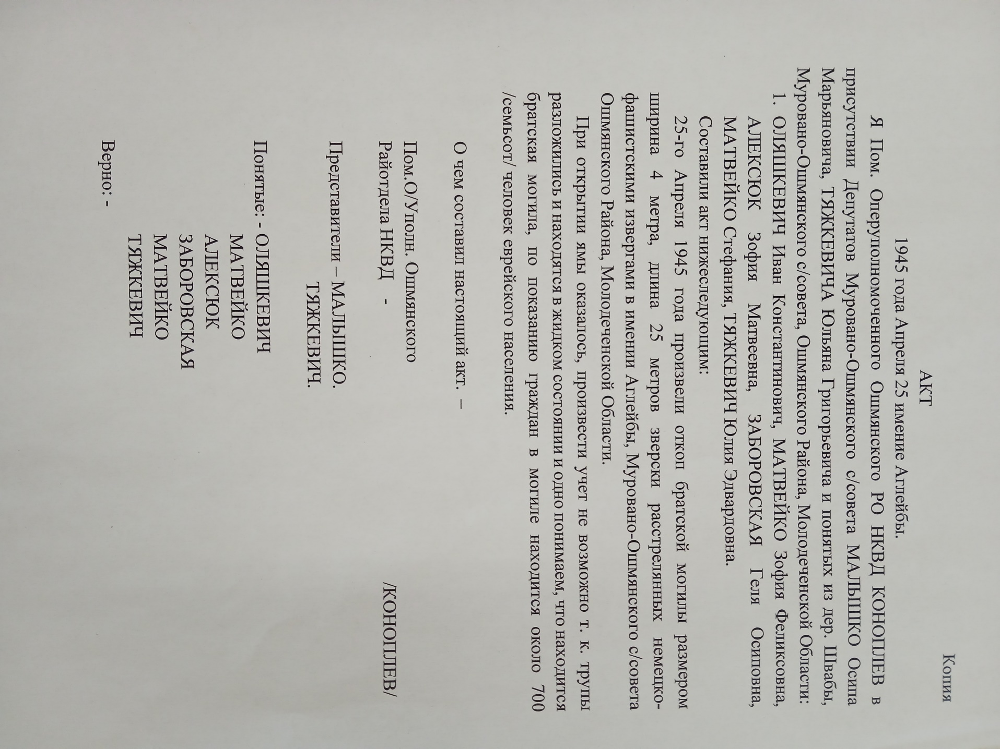 Копия
АКТ
1945 года Апреля 25 имение Аглейбы.
Я Пом. Оперуполномоченного Ошмянского РО НКВД КОНОПЛЕВ в
присутствии Депутатов Муровано-Ошмянского с/совета МАЛЫШКО Осипа
Марьяновича, ТЯЖКЕВИЧА Юльяна Григорьевича и понятых из дер. Швабы,
Муровано-Ошмянского с/совета, Ошмянского Района, Молодеченской Области:
1. ОЛЯШКЕВИЧ Иван Константинович, МАТВЕЙКО Зофия Феликсовна,
АЛЕКСЮК Зофия Матвеевна, ЗАБОРОВСКАЯ Геля Осиповна,
МАТВЕЙКО Стефания, ТЯЖКЕВИЧ Юлия Эдвардовна.
Составили акт нижеследующим:
25-го Апреля 1945 года произвели откоп братской могилы размером
ширина 4 метра, длина 25 метров зверски расстрелянных немецко-
фашистскими извергами в имении Аглейбы, Муровано-Ошмянского с/совета
Ошмянского Района, Молодеченской Области.
При открытии ямы оказалось, произвести учет не возможно т. к. трупы
разложились и находятся в жидком состоянии и одно понимаем, что находится
братская могила, по показанию граждан в могиле находится около 700
/семьсот/ человек еврейского населения.
О чем составил настоящий акт. –
Пом.О/Уполн. Ошмянского
Райотдела НКВД - /КОНОПЛЕВ/
Представители – МАЛЫШКО.
ТЯЖКЕВИЧ.
Понятые: - ОЛЯШКЕВИЧ
МАТВЕЙКО
АЛЕКСЮК
ЗАБОРОВСКАЯ
МАТВЕЙКО
ТЯЖКЕВИЧ
Верно: -